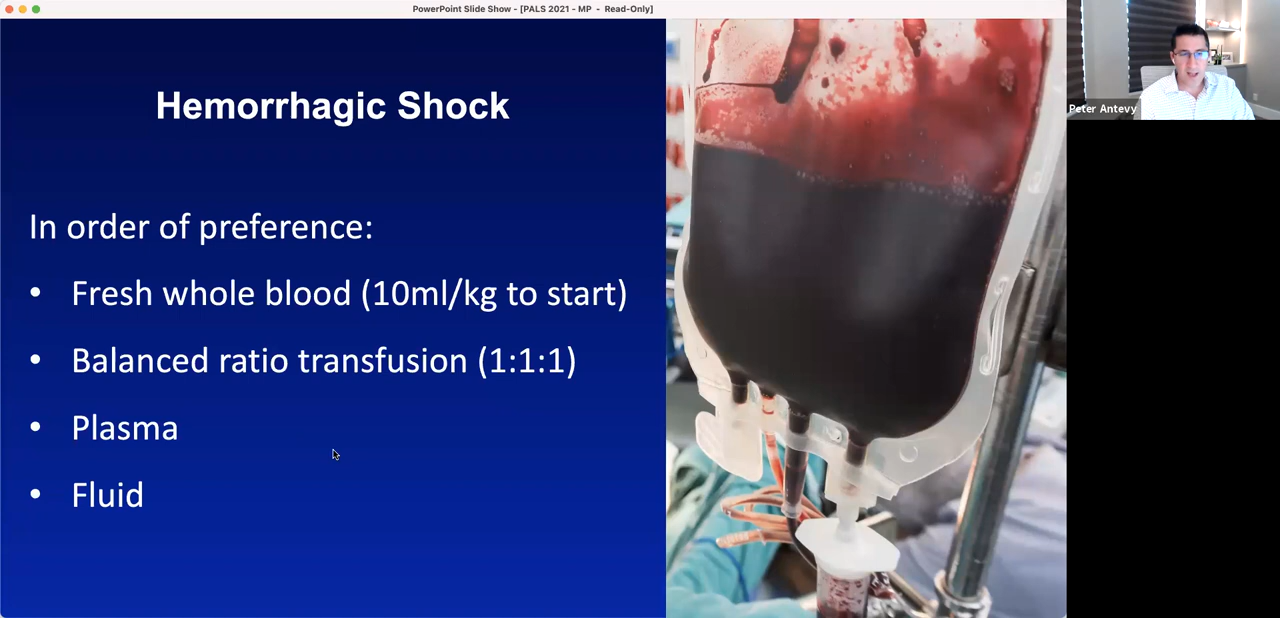 PowerPoint Slide Show - [PALS 2021 - MP - Read-Only]
Hemorrhagic Shock
In order of preference:
• Fresh whole blood (10ml/kg to start)
• Balanced ratio transfusion (1:1:1)
• Plasma
• Fluid
Peter Antevy